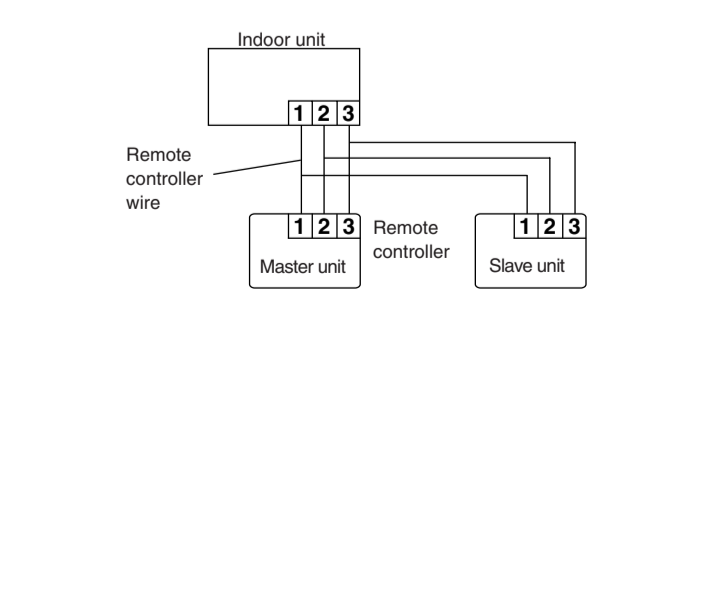 Indoor unit
1 2 3
Remote
controller
wire
1 2 3
Remote
controller
Master unit
1 2 3
Slave unit